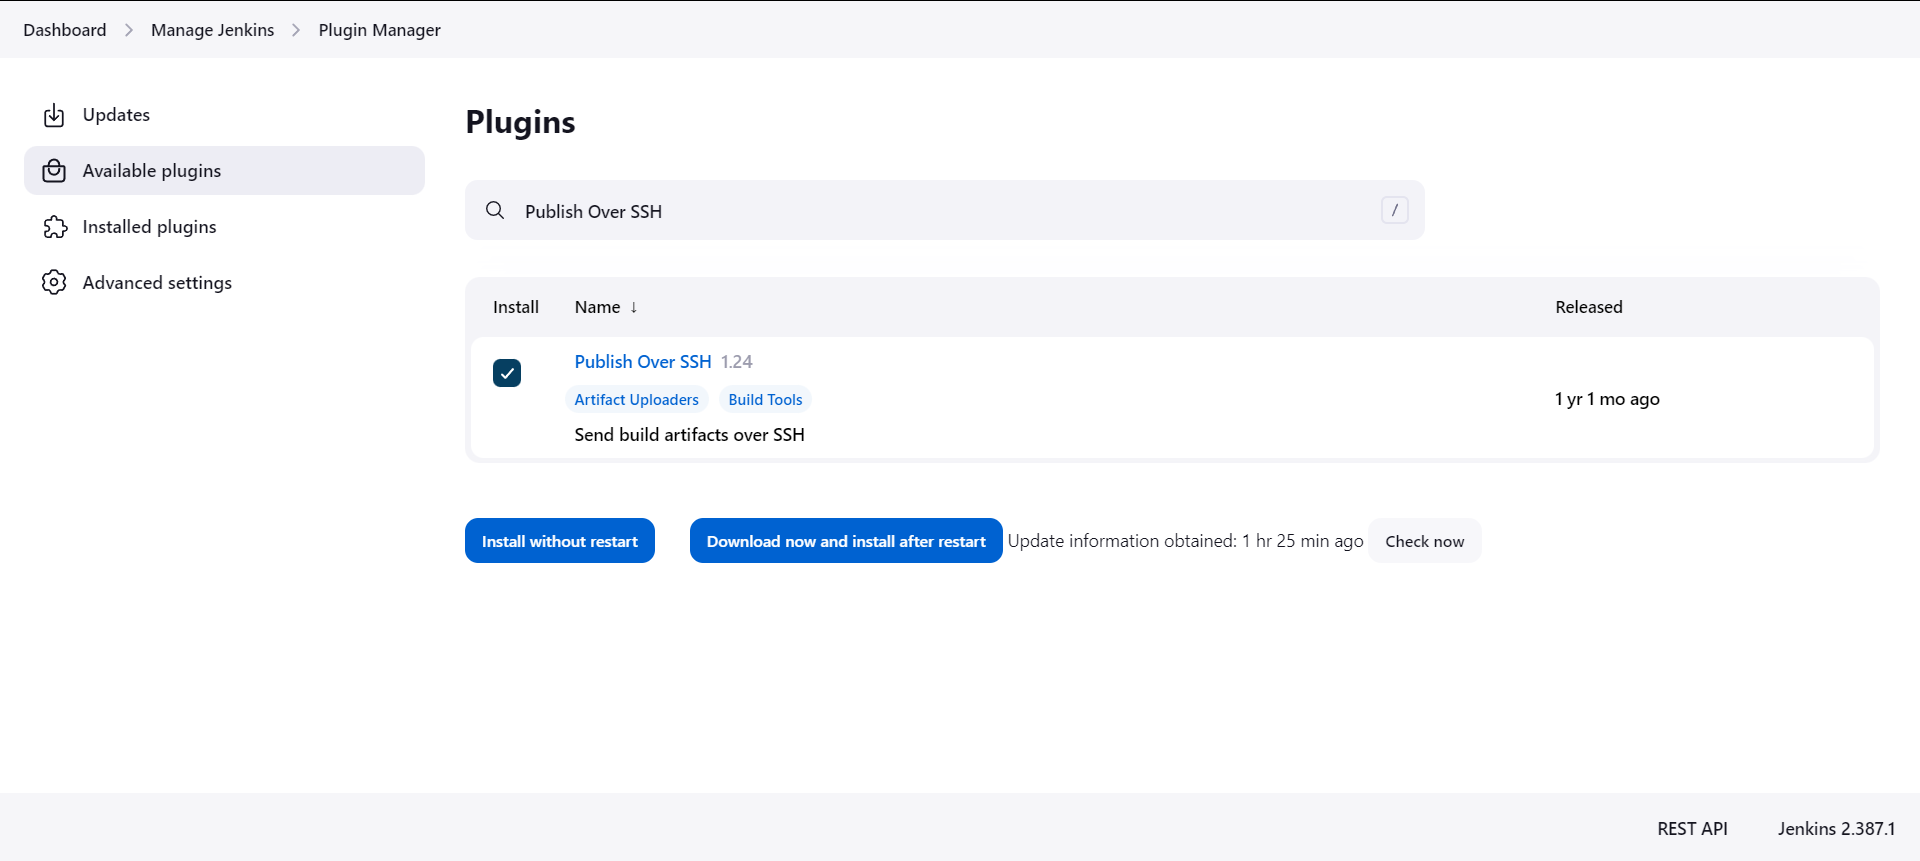 Dashboard > Manage Jenkins > Plugin Manager
Updates
Available plugins
Installed plugins
Advanced settings
Plugins
Publish Over SSH /
Install Name ↓ Released
Publish Over SSH 1.24
Artifact Uploaders Build Tools
1 yr 1 mo ago
Send build artifacts over SSH
Install without restart Download now and install after restart Update information obtained: 1 hr 25 min ago Check now
REST API Jenkins 2.387.1